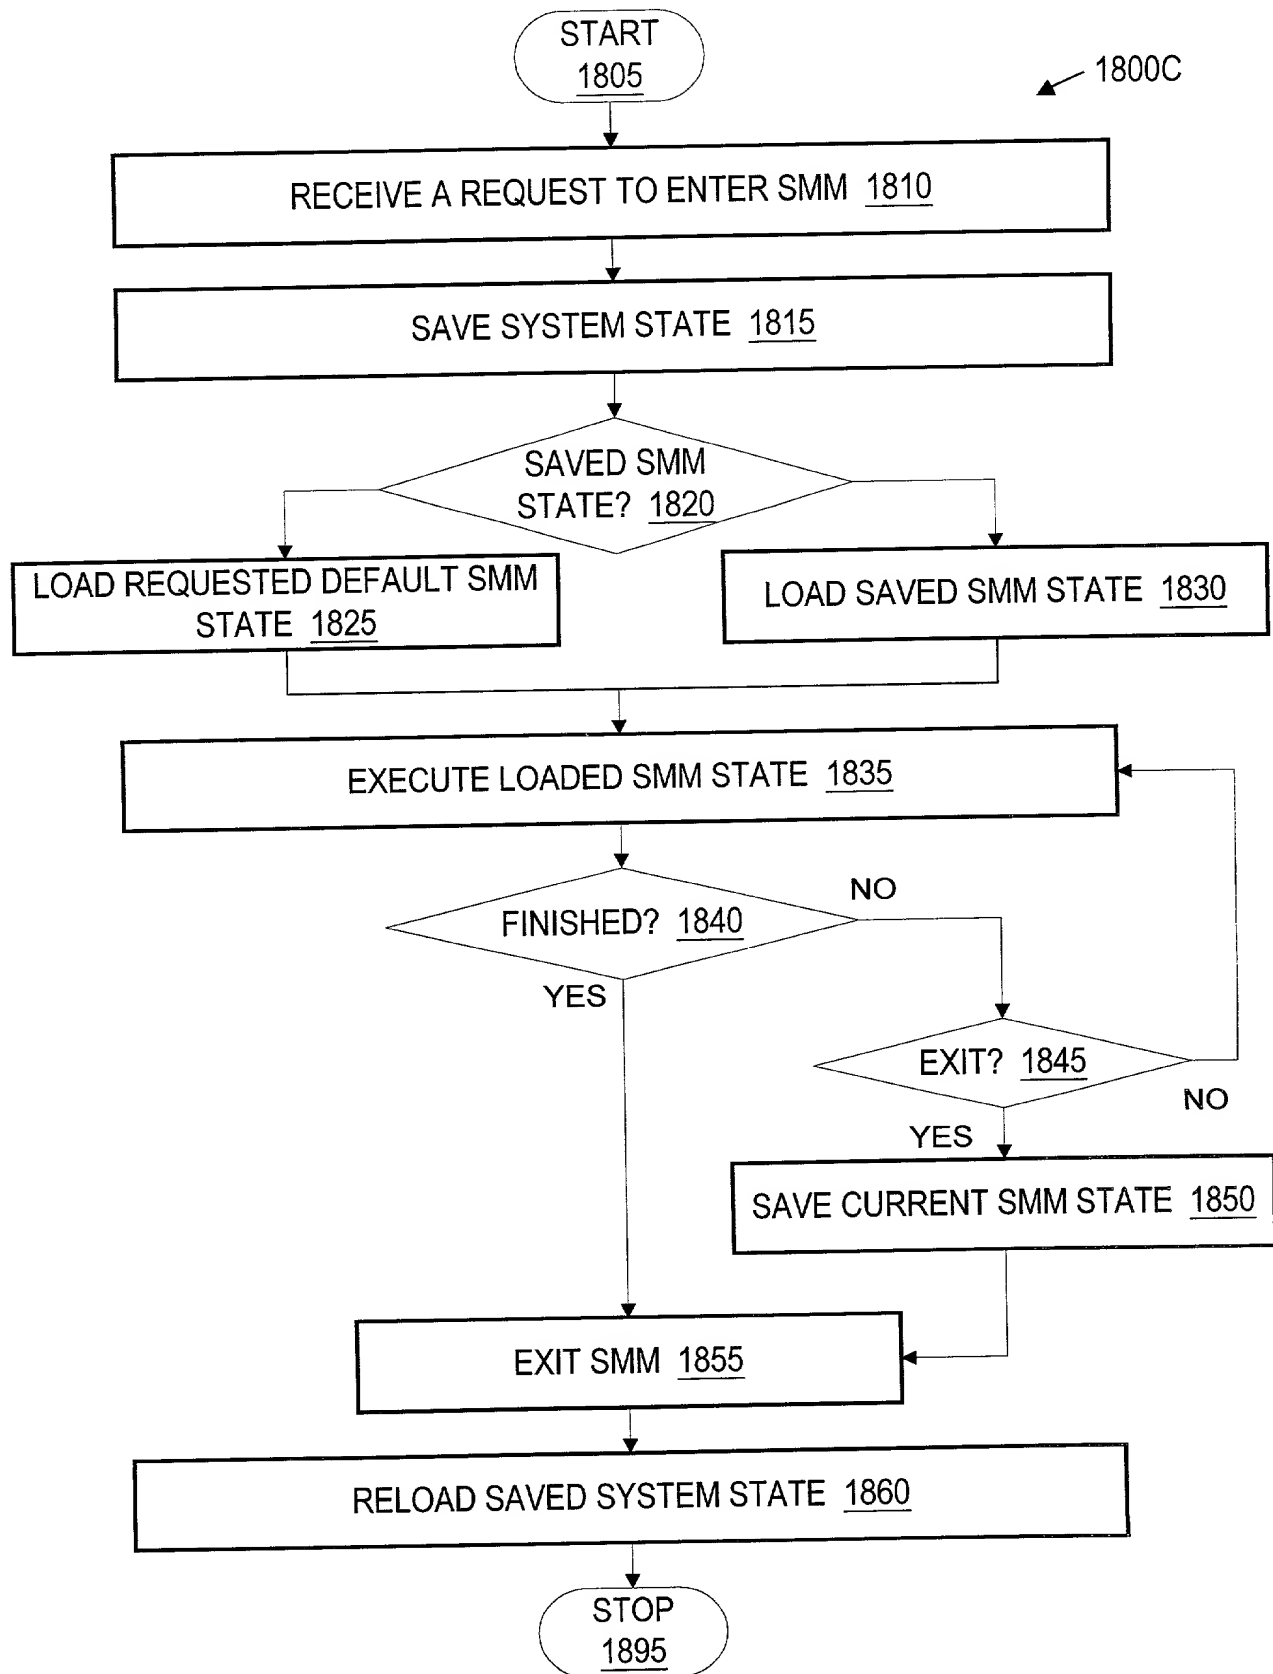 START
1805
1800C
RECEIVE A REQUEST TO ENTER SMM 1810
SAVE SYSTEM STATE 1815
SAVED SMM
STATE? 1820
LOAD REQUESTED DEFAULT SMM
STATE 1825
LOAD SAVED SMM STATE 1830
EXECUTE LOADED SMM STATE 1835
FINISHED? 1840
NO
YES
EXIT? 1845
NO
YES
SAVE CURRENT SMM STATE 1850
EXIT SMM 1855
RELOAD SAVED SYSTEM STATE 1860
STOP
1895